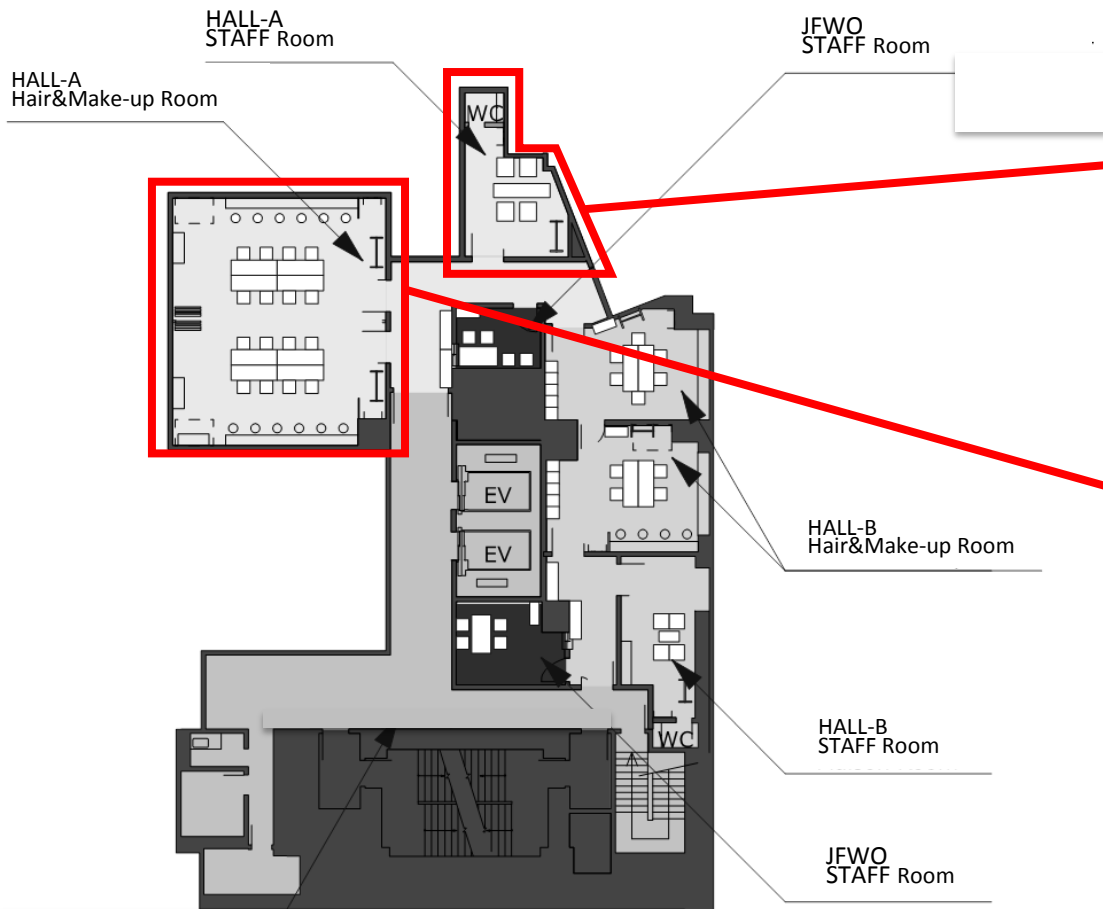 HALL-A
STAFF Room
JFWO
STAFF Room
HALL-A
Hair&Make-up Room
WC
EV
EV
HALL-B
Hair&Make-up Room
HALL-B
STAFF Room
WC
JFWO
STAFF Room